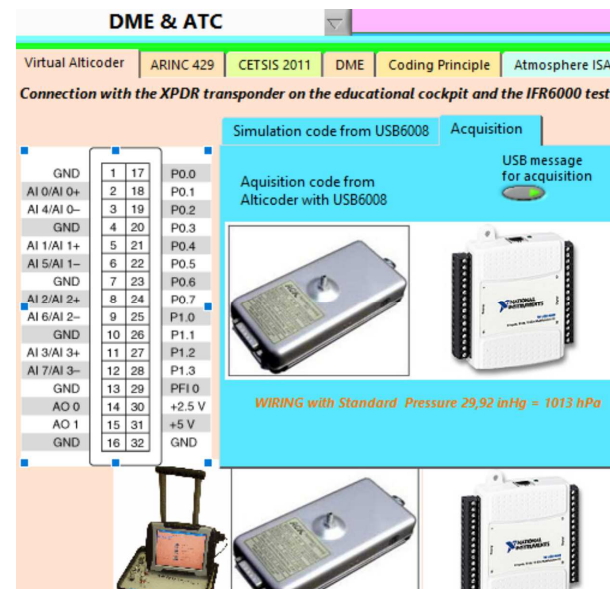 DME & ATC
Virtual Alticoder
ARINC 429
CETSIS 2011
DME
Coding Principle
Atmosphere ISA
Connection with the XPDR transponder on the educational cockpit and the IFR6000 test
Simulation code from USB6008
Acquisition
GND 1 17 P0.0
AI 0/AI 0+ 2 18 P0.1
AI 4/AI 0– 3 19 P0.2
GND 4 20 P0.3
AI 1/AI 1+ 5 21 P0.4
AI 5/AI 1– 6 22 P0.5
GND 7 23 P0.6
AI 2/AI 2+ 8 24 P0.7
AI 6/AI 2– 9 25 P1.0
GND 10 26 P1.1
AI 3/AI 3+ 11 27 P1.2
AI 7/AI 3– 12 28 P1.3
GND 13 29 PFI 0
AO 0 14 30 +2.5 V
AO 1 15 31 +5 V
GND 16 32 GND
Aquisition code from
Alticoder with USB6008
USB message
for acquisition
NATIONAL
INSTRUMENTS
WIRING with Standard Pressure 29,92 inHg = 1013 hPa
NATIONAL
INSTRUMENTS